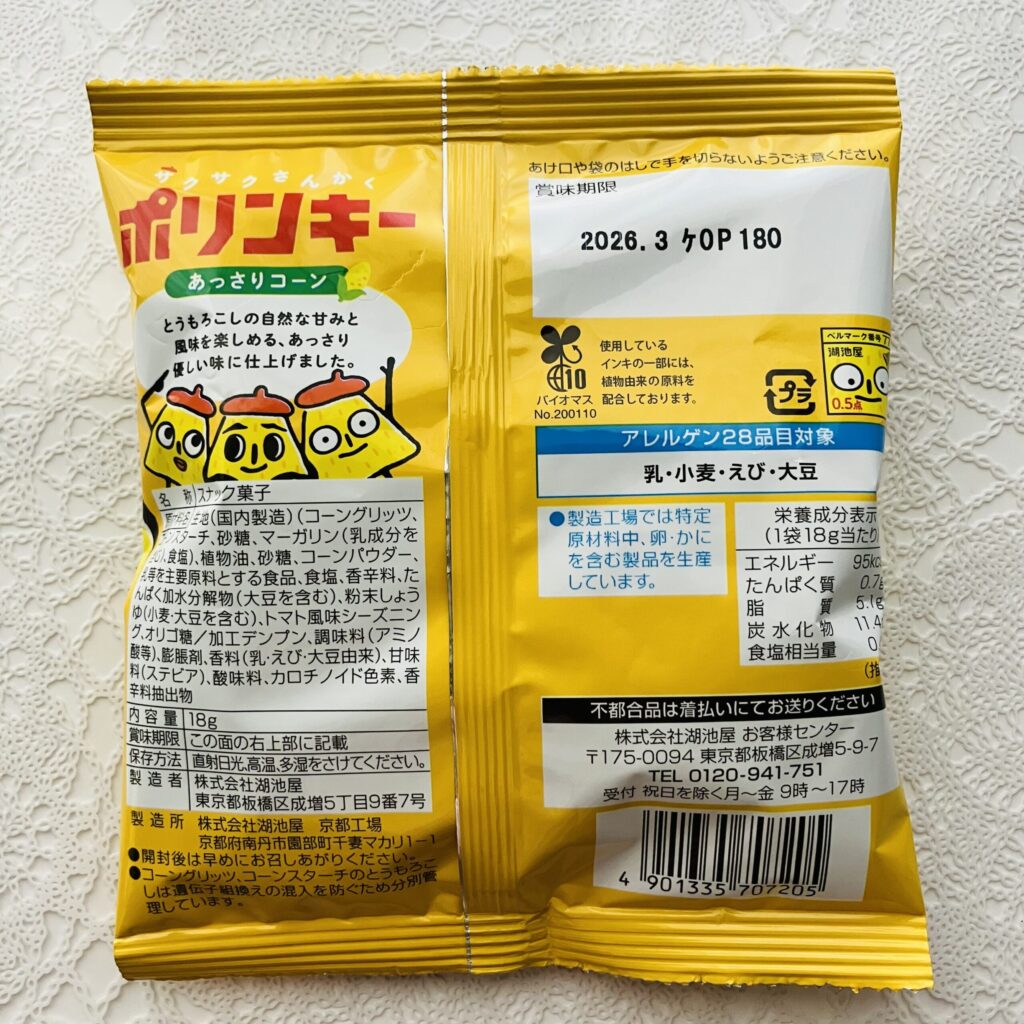 サクサクさんかく
ポリンキー
あっさりコーン
とうもろこしの自然な甘みと
風味を楽しめる、あっさり
優しい味に仕上げました。
名 称 スナック菓子
生地(国内製造)(コーングリッツ、
スターチ、砂糖、マーガリン(乳成分を
、食塩)、植物油、砂糖、コーンパウダー、
等を主要原料とする食品、食塩、香辛料、た
んぱく加水分解物(大豆を含む)、粉末しょう
ゆ(小麦・大豆を含む)、トマト風味シーズニン
グ、オリゴ糖/加工デンプン、調味料(アミノ
酸等)、膨脹剤、香料(乳・えび・大豆由来)、甘味
料(ステビア)、酸味料、カロチノイド色素、香
辛料抽出物
内容量 18g
賞味期限 この面の右上部に記載
保存方法 直射日光、高温、多湿をさけてください。
製造者 株式会社湖池屋
東京都板橋区成増5丁目9番7号
製造所 株式会社湖池屋 京都工場
京都府南丹市園部町千妻マカリ1-1
●開封後は早めにお召しあがりください。
●コーングリッツ、コーンスターチのとうもろこ
しは遺伝子組換えの混入を防ぐため分別管
理しています。
あけ口や袋のはしで手を切らないようご注意ください。
賞味期限
2026.3 ケOP 180
使用している
インキの一部には、
植物由来の原料を
配合しております。
10
バイオマス
No.200110
プラ
ベルマーク番号
湖池屋
0.5点
アレルゲン28品目対象
乳・小麦・えび・大豆
●製造工場では特定
原材料中、卵・かに
を含む製品を生産
しています。
栄養成分表示
(1袋18g当たり)
エネルギー 95kc
たんぱく質 0.7g
脂 質 5.1g
炭水化物 11.4
食塩相当量 0.
不都合品は着払いにてお送りください
株式会社湖池屋 お客様センター
〒175-0094 東京都板橋区成増5-9-7
TEL 0120-941-751
受付 祝日を除く月～金 9時～17時
4 901335 707205